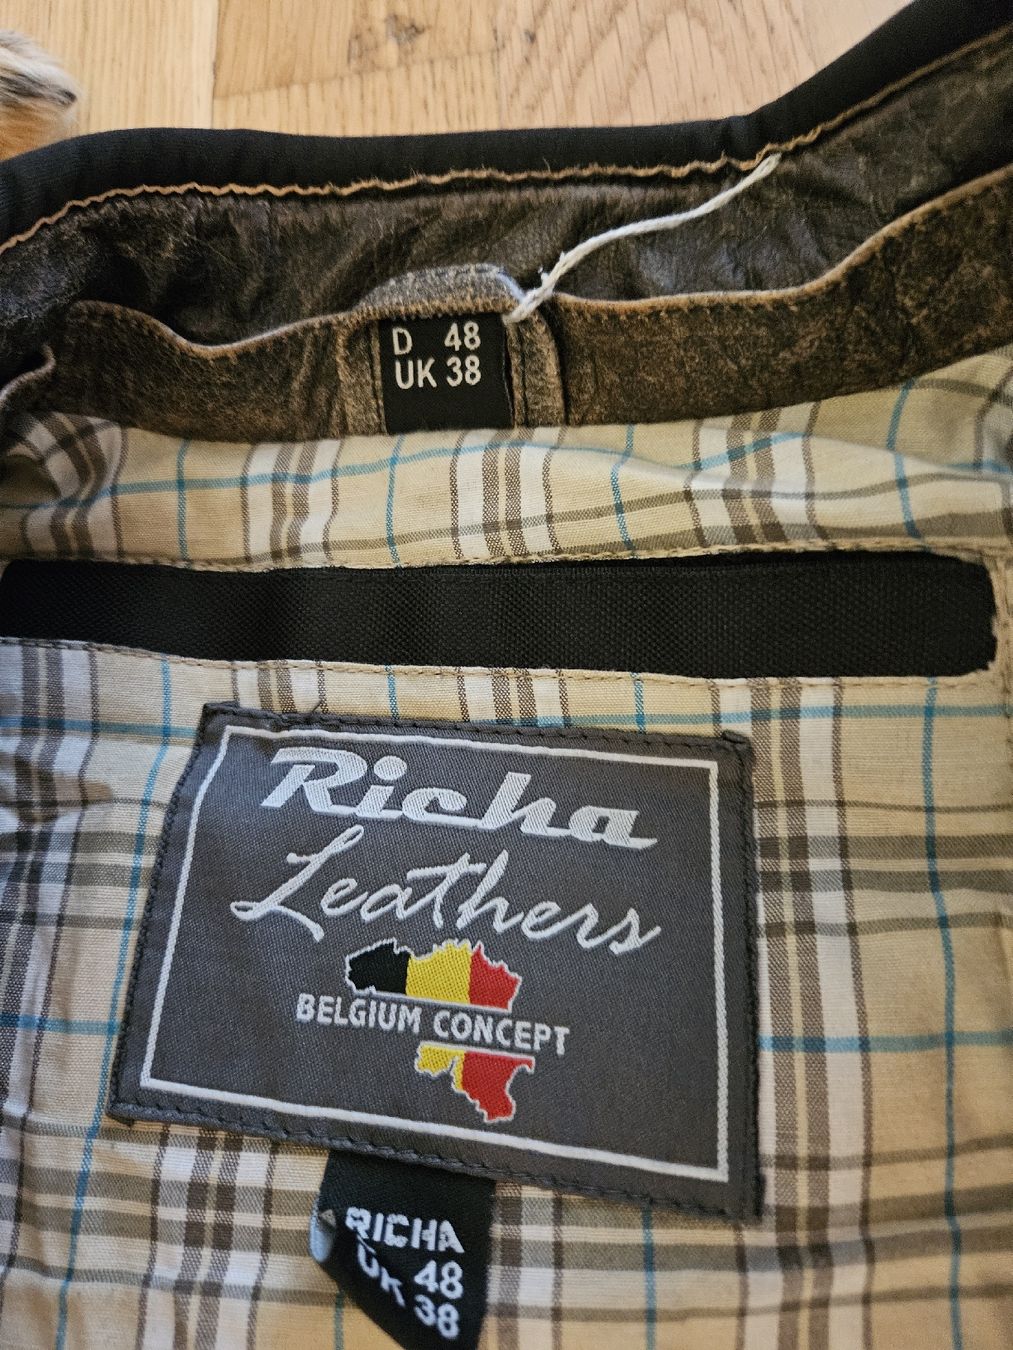 D 48
UK 38
Richa
Leathers
BELGIUM CONCEPT
RICHA
48
UK 38